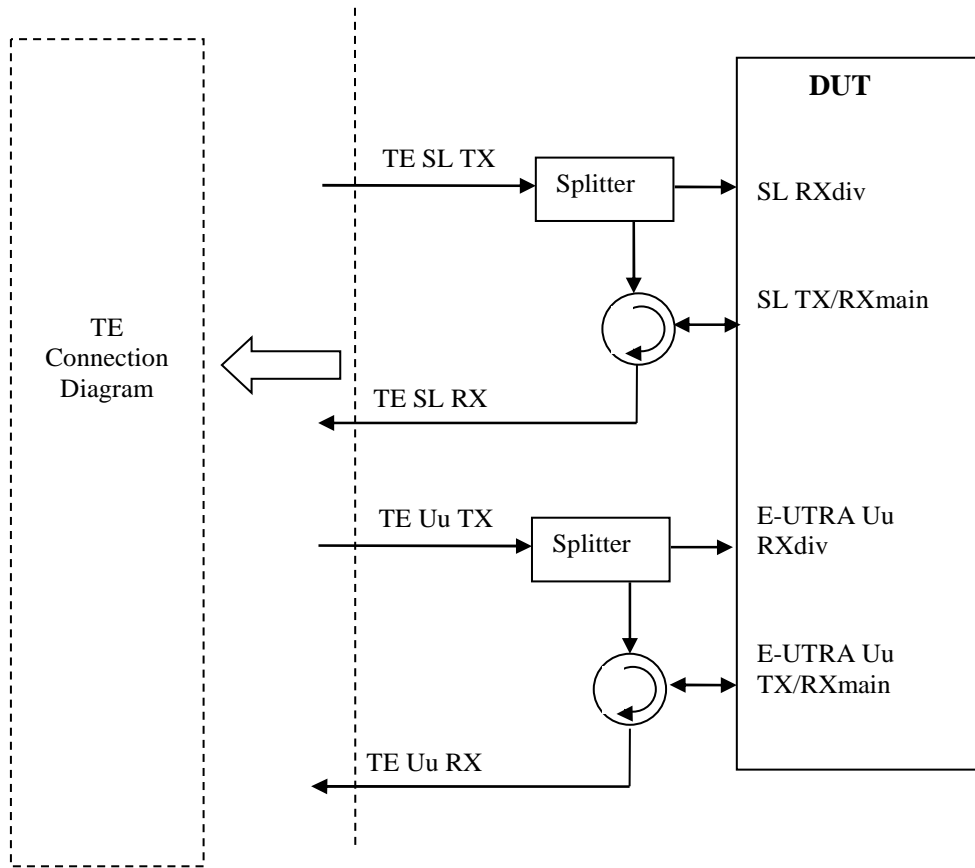 TE
Connection
Diagram
TE SL TX
Splitter
TE SL RX
TE Uu TX
Splitter
TE Uu RX
DUT
SL RXdiv
SL TX/RXmain
E-UTRA Uu
RXdiv
E-UTRA Uu
TX/RXmain